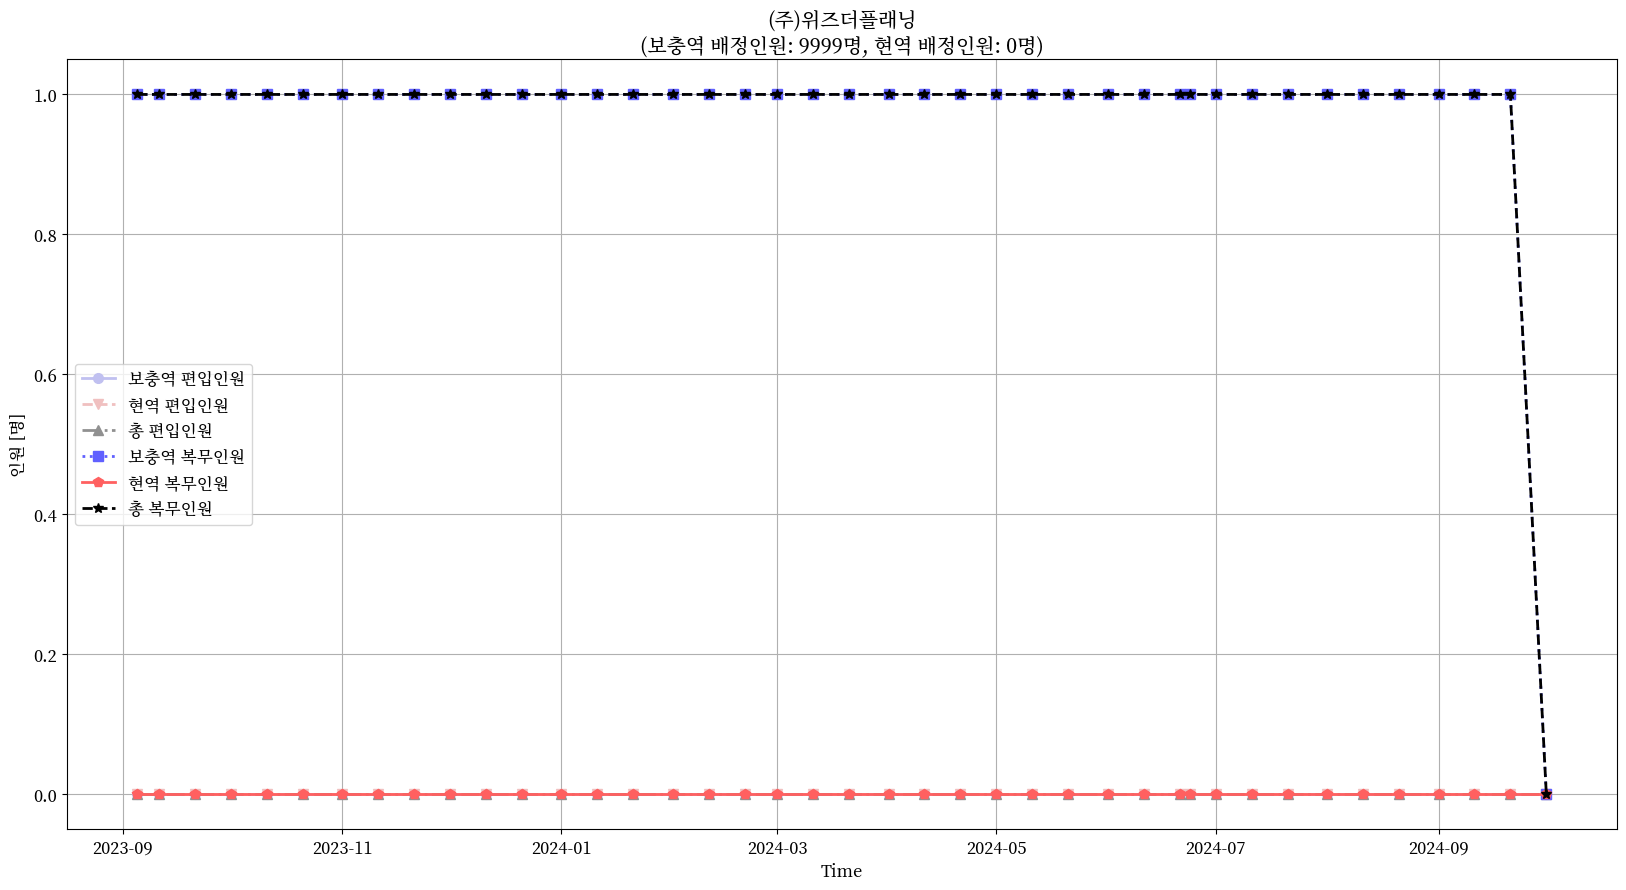 (주)위즈더플래닝
(보충역 배정인원: 9999명, 현역 배정인원: 0명)
1.0
0.8
0.6
0.4
0.2
0.0
인원 [명]
보충역 편입인원
현역 편입인원
총 편입인원
보충역 복무인원
현역 복무인원
총 복무인원
2023-09 2023-11 2024-01 2024-03 2024-05 2024-07 2024-09
Time